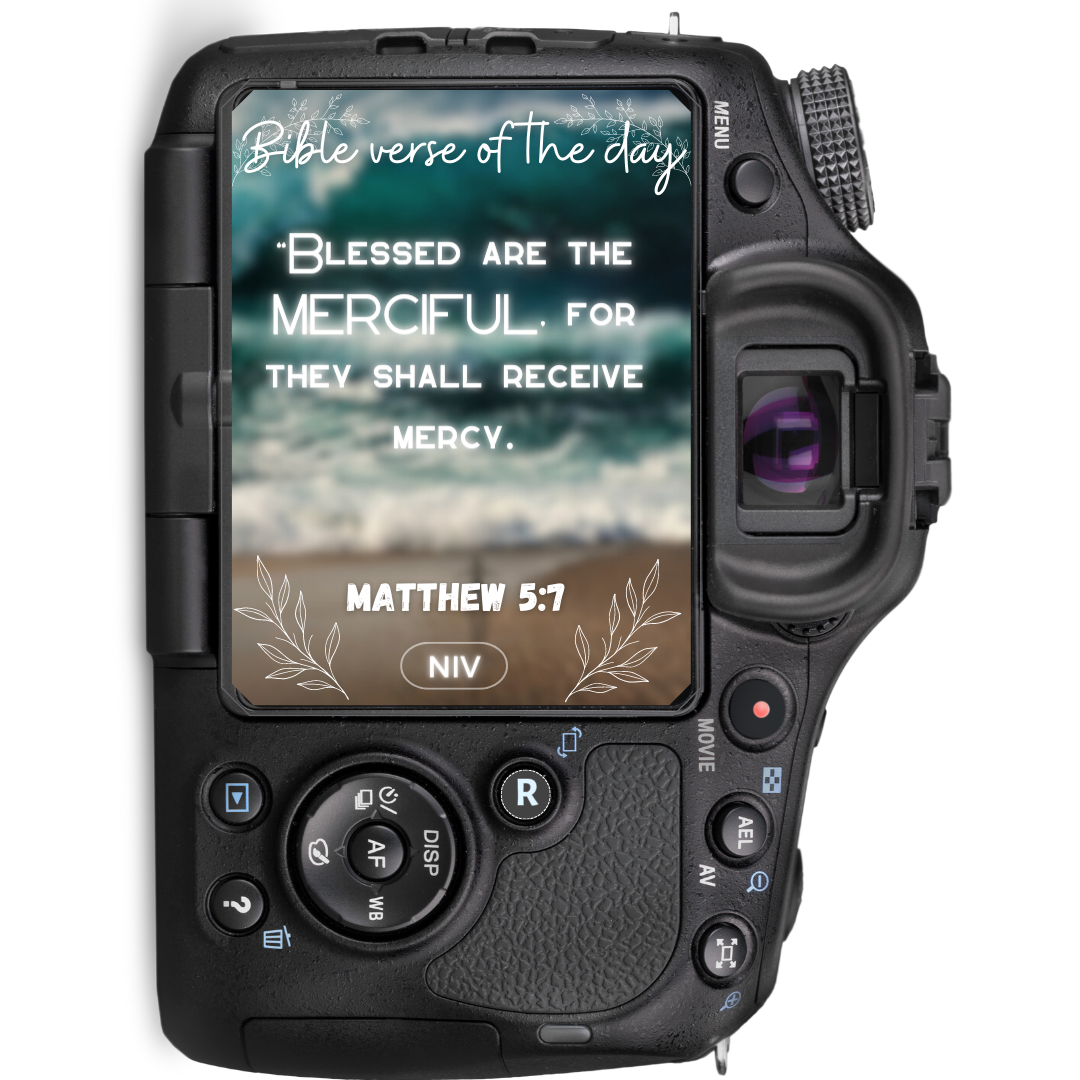 Bible verse of the day
“Blessed are the
MERCIFUL, for
they shall receive
mercy.
MATTHEW 5:7
NIV
MENU
MOVIE
R
DISP
AF
WB
?
AEL
AV